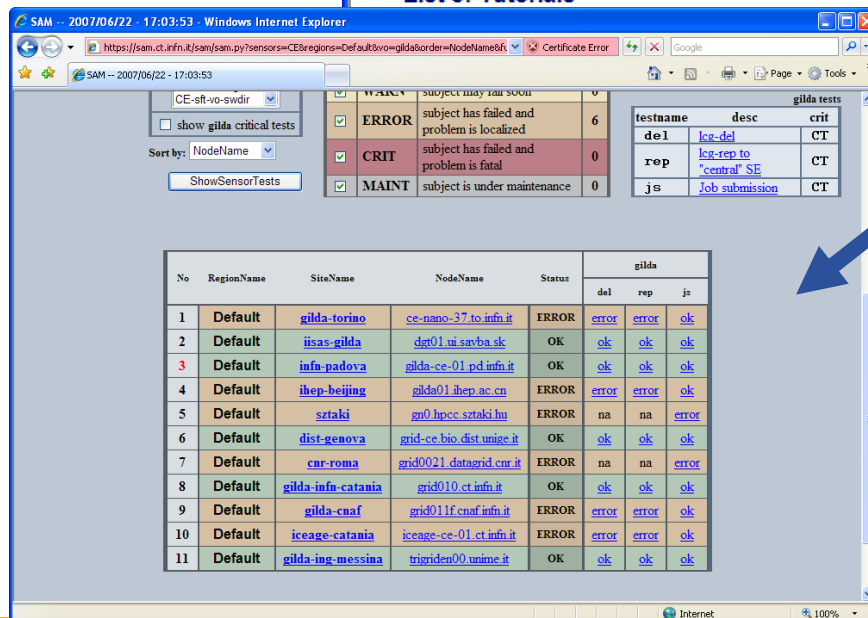 List of Tutorials
SAM -- 2007/06/22 - 17:03:53 - Windows Internet Explorer
https://sam.ct.infn.it/sam/sam.py?sensors=CE&regions=Default&vo=gilda&order=NodeName&f Certificate Error Google
SAM -- 2007/06/22 - 17:03:53 Page Tools
CE-sft-vo-swdir
show gilda critical tests
Sort by: NodeName
ShowSensorTests
WARN subject may fail soon 0
ERROR subject has failed and problem is localized 6
CRIT subject has failed and problem is fatal 0
MAINT subject is under maintenance 0
gilda tests
testname desc crit
del lcg-del CT
rep lcg-rep to "central" SE CT
js Job submission CT
No RegionName SiteName NodeName Status gilda
del rep js
1 Default gilda-torino ce-nano-37.to.infn.it ERROR error error ok
2 Default iisas-gilda dgt01.ui.savba.sk OK ok ok ok
3 Default infn-padova gilda-ce-01.pd.infn.it OK ok ok ok
4 Default ihep-beijing gilda01.ihep.ac.cn ERROR error error ok
5 Default sztaki gn0.hpcc.sztaki.hu ERROR na na error
6 Default dist-genova grid-ce.bio.dist.unige.it OK ok ok ok
7 Default cnr-roma grid0021.datagrid.cnr.it ERROR na na error
8 Default gilda-infn-catania grid010.ct.infn.it OK ok ok ok
9 Default gilda-cnaf grid011f.cnaf.infn.it ERROR error error ok
10 Default iceage-catania iceage-ce-01.ct.infn.it ERROR error error ok
11 Default gilda-ing-messina trigriden00.unime.it OK ok ok ok
Internet 100%